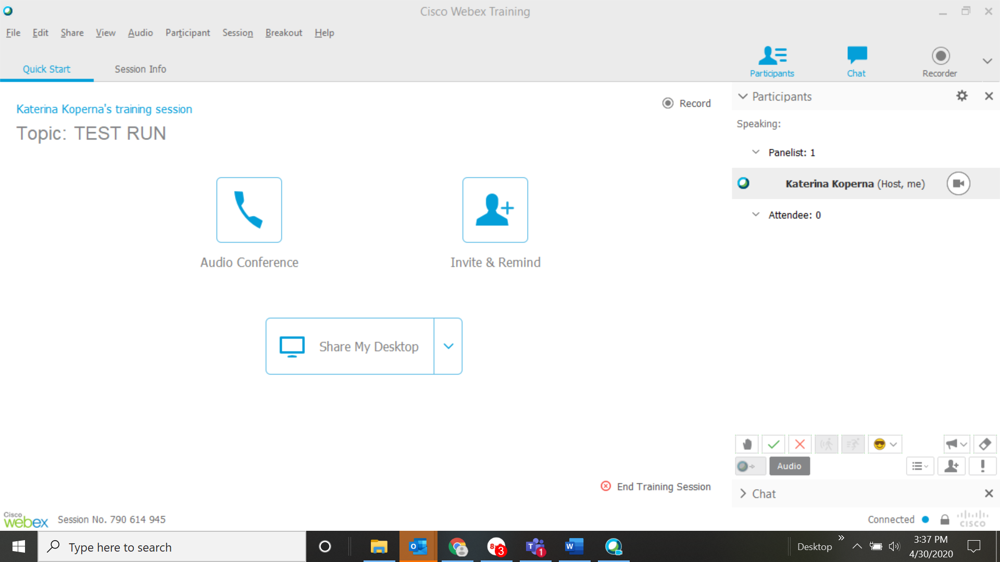 Cisco Webex Training
File Edit Share View Audio Participant Session Breakout Help
Quick Start Session Info
Participants Chat Recorder
Katerina Koperna's training session
Topic: TEST RUN
Record
Audio Conference
Invite & Remind
Share My Desktop
End Training Session
Participants
Speaking:
Panelist: 1
Katerina Koperna (Host, me)
Attendee: 0
Audio
Chat
Cisco
webex
Session No. 790 614 945
Connected
CISCO
Type here to search
3
1
Desktop
3:37 PM
4/30/2020